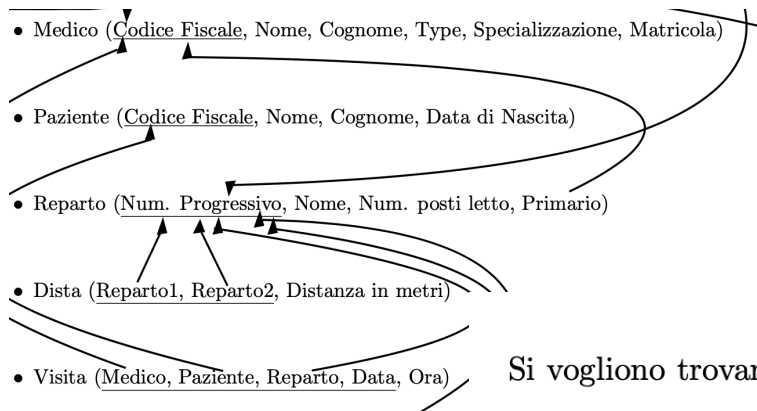 • Medico (Codice Fiscale, Nome, Cognome, Type, Specializzazione, Matricola)
• Paziente (Codice Fiscale, Nome, Cognome, Data di Nascita)
• Reparto (Num. Progressivo, Nome, Num. posti letto, Primario)
• Dista (Reparto1, Reparto2, Distanza in metri)
• Visita (Medico, Paziente, Reparto, Data, Ora)
Si vogliono